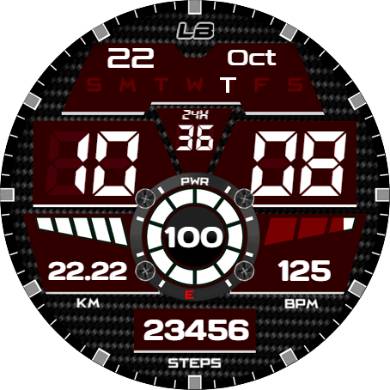 LB
22 Oct
S M T W T F S
24H
10 36 08
PWR
100
22.22 125
KM E BPM
23456
STEPS